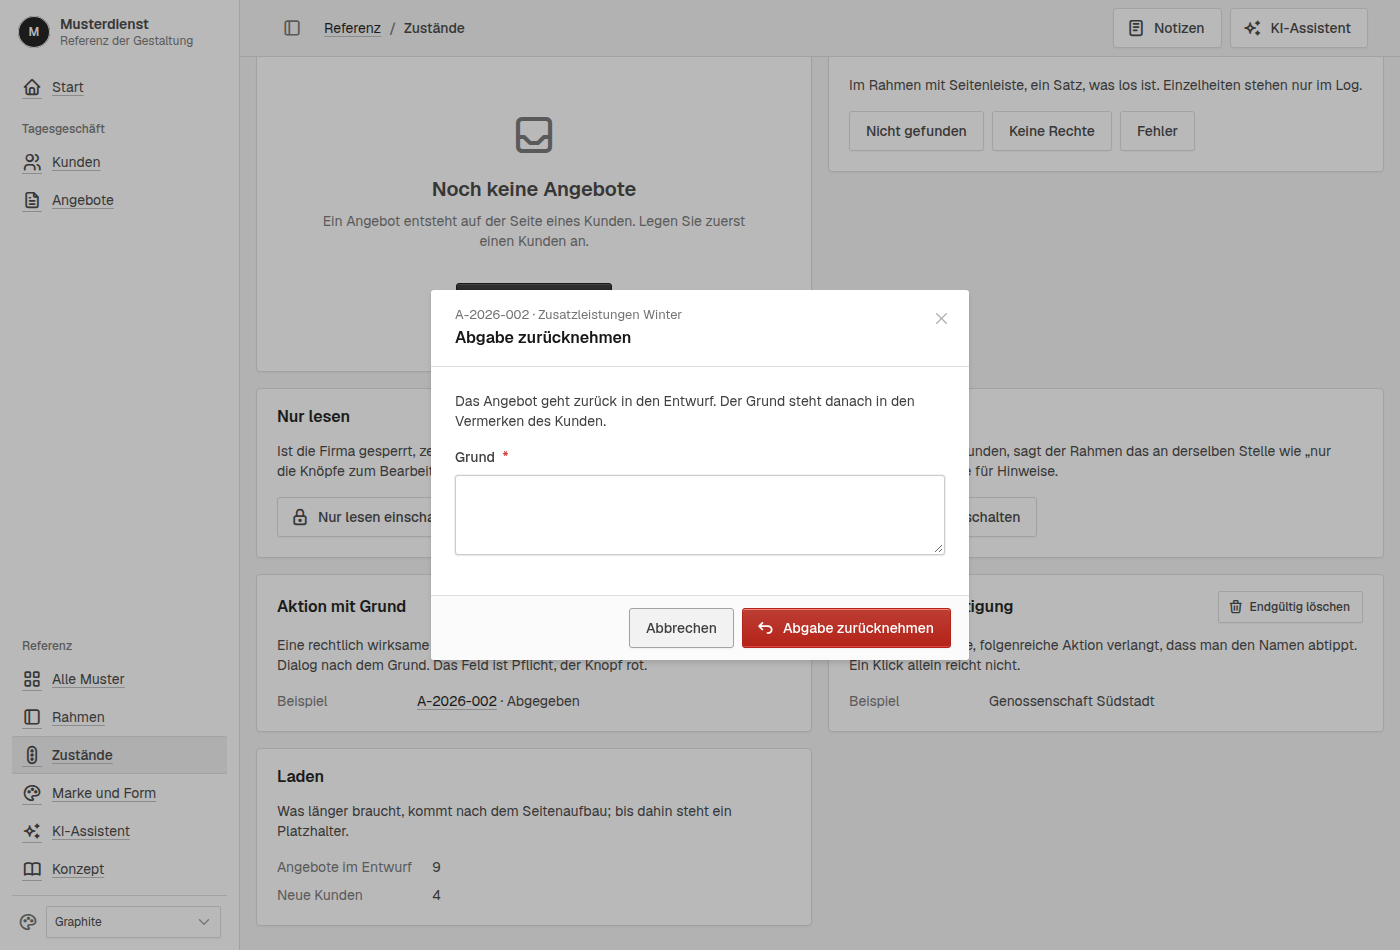 M
Musterdienst
Referenz der Gestaltung
Start
Tagesgeschäft
Kunden
Angebote
Referenz
Alle Muster
Rahmen
Zustände
Marke und Form
KI-Assistent
Konzept
Graphite
Referenz / Zustände
Notizen
KI-Assistent
Noch keine Angebote
Ein Angebot entsteht auf der Seite eines Kunden. Legen Sie zuerst
einen Kunden an.
Im Rahmen mit Seitenleiste, ein Satz, was los ist. Einzelheiten stehen nur im Log.
Nicht gefunden
Keine Rechte
Fehler
A-2026-002 · Zusatzleistungen Winter
Abgabe zurücknehmen
Das Angebot geht zurück in den Entwurf. Der Grund steht danach in den
Vermerken des Kunden.
Grund *
Abbrechen
Abgabe zurücknehmen
Nur lesen
Ist die Firma gesperrt,
die Knöpfe zum
Nur lesen
sagt der Rahmen das an derselben Stelle wie „nur
für Hinweise.
Aktion mit Grund
Eine rechtlich wirksame
Dialog nach dem Grund. Das Feld ist Pflicht, der Knopf rot.
Beispiel
A-2026-002 · Abgegeben
Endgültig löschen
folgenreiche Aktion verlangt, dass man den Namen abtippt.
Ein Klick allein reicht nicht.
Beispiel
Genossenschaft Südstadt
Laden
Was länger braucht, kommt nach dem Seitenaufbau; bis dahin steht ein
Platzhalter.
Angebote im Entwurf 9
Neue Kunden 4